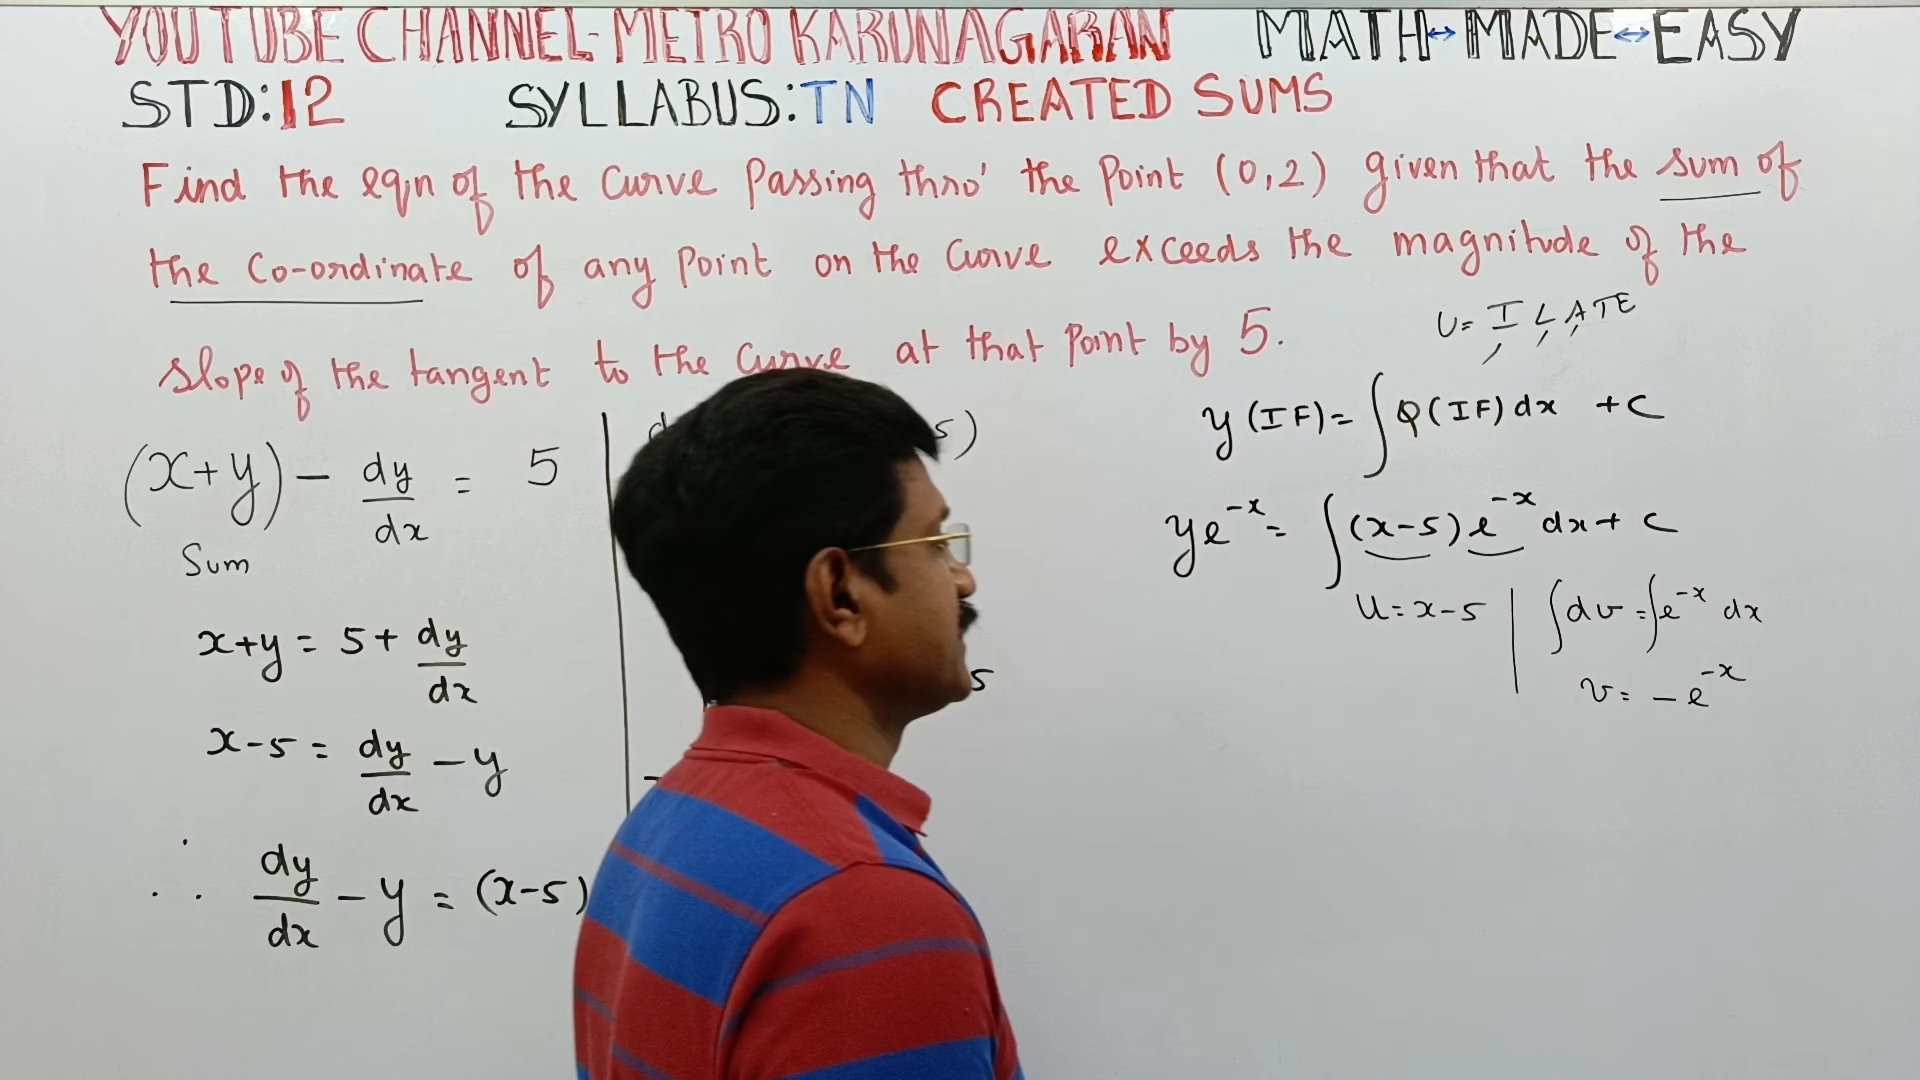 YOUTUBE CHANNEL-METRO KARUNAGARAN MATH↔MADE↔EASY
STD:12 SYLLABUS:TN CREATED SUMS
Find the eqn of the Curve Passing thro' the Point (0,2) given that the sum of
the Co-ordinate of any Point on the Curve exceeds the magnitude of the
slope of the tangent to the Curve at that Point by 5.
(x+y) - dy/dx = 5
Sum
x+y = 5 + dy/dx
x-5 = dy/dx - y
∴ dy/dx - y = (x-5)
5)
5
U = ILATE
y(IF) = ∫Q(IF)dx + C
ye^-x = ∫(x-5)e^-x dx + C
U = x-5 | ∫dv = ∫e^-x dx
v = -e^-x